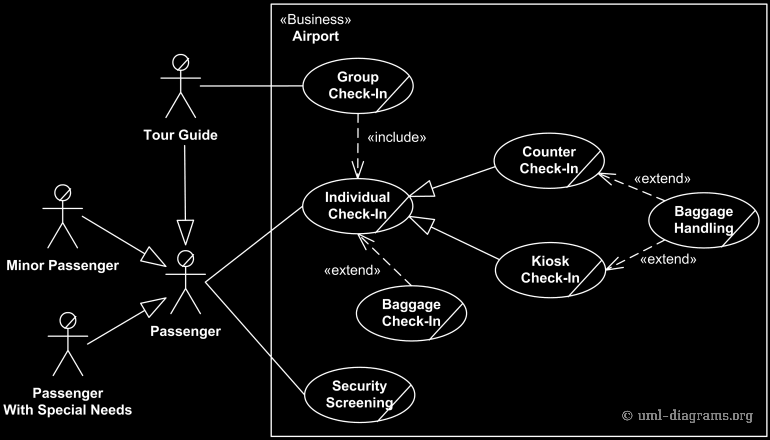 «Business»
Airport
Group
Check-In
Tour Guide
«include»
Counter
Check-In
«extend»
Individual
Check-In
Baggage
Handling
Minor Passenger
Kiosk
Check-In
«extend»
«extend»
Passenger
Baggage
Check-In
Passenger
With Special Needs
Security
Screening
© uml-diagrams.org